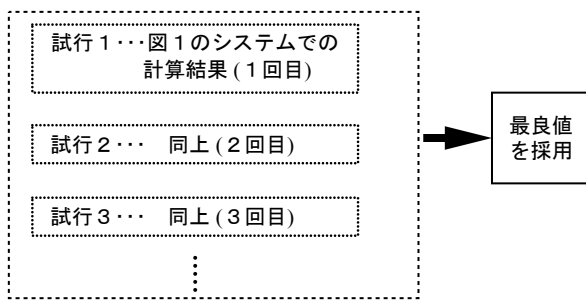 試行１･･･図１のシステムでの
計算結果(１回目)
試行２･･･ 同上(２回目)
試行３･･･ 同上(３回目)
最良値
を採用